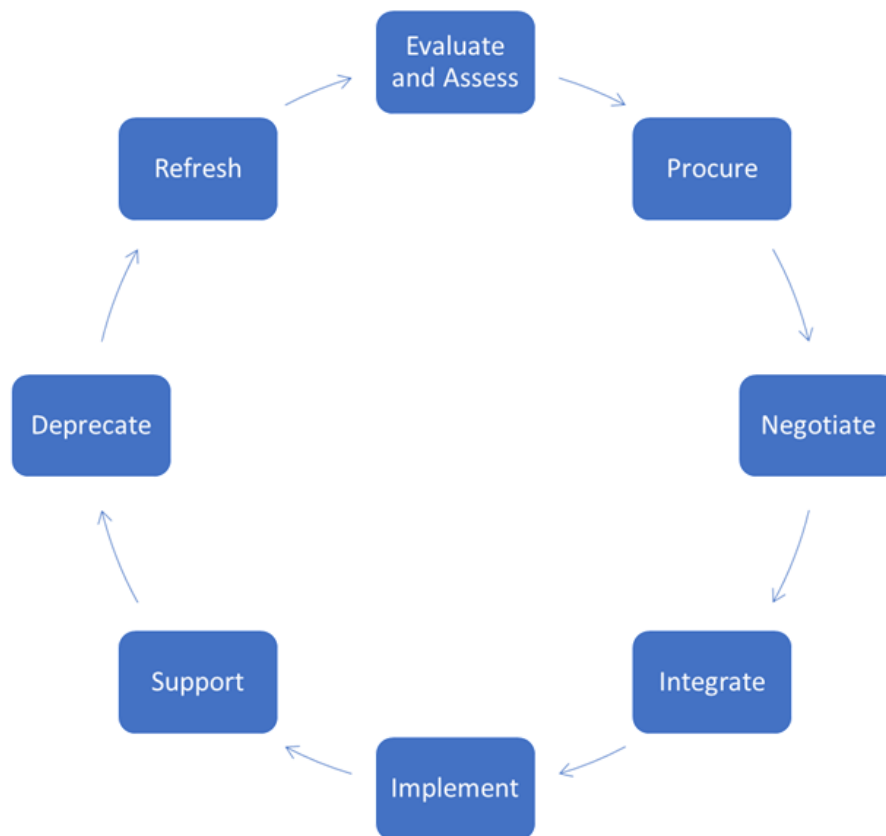 Evaluate
and Assess
Procure
Negotiate
Integrate
Implement
Support
Deprecate
Refresh